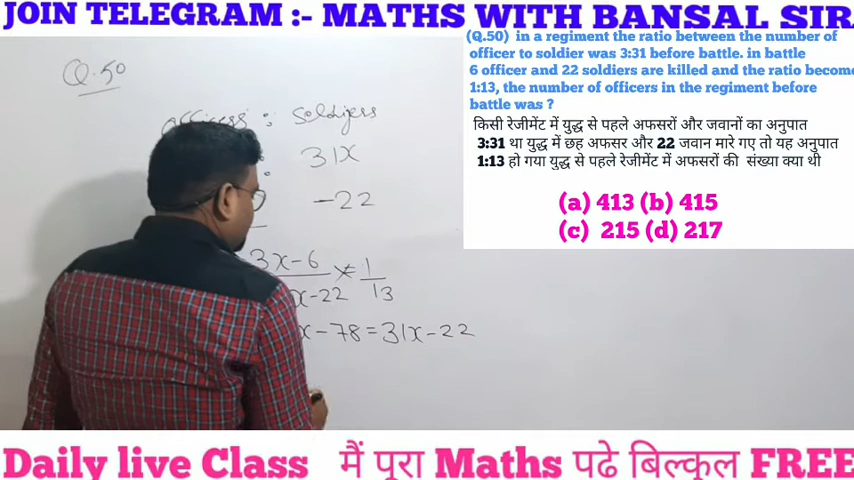 JOIN TELEGRAM :- MATHS WITH BANSAL SIR
(Q.50) in a regiment the ratio between the number of
officer to soldier was 3:31 before battle. in battle
6 officer and 22 soldiers are killed and the ratio become
1:13, the number of officers in the regiment before
battle was ?
किसी रेजीमेंट में युद्ध से पहले अफसरों और जवानों का अनुपात
3:31 था युद्ध में छह अफसर और 22 जवान मारे गए तो यह अनुपात
1:13 हो गया युद्ध से पहले रेजीमेंट में अफसरों की संख्या क्या थी
(a) 413 (b) 415
(c) 215 (d) 217
Q.50
officers : Soldijers
: 31x
-22
3x-6 1
x-22 13
x-78=31x-22
Daily live Class मैं पूरा Maths पढे बिल्कुल FREE